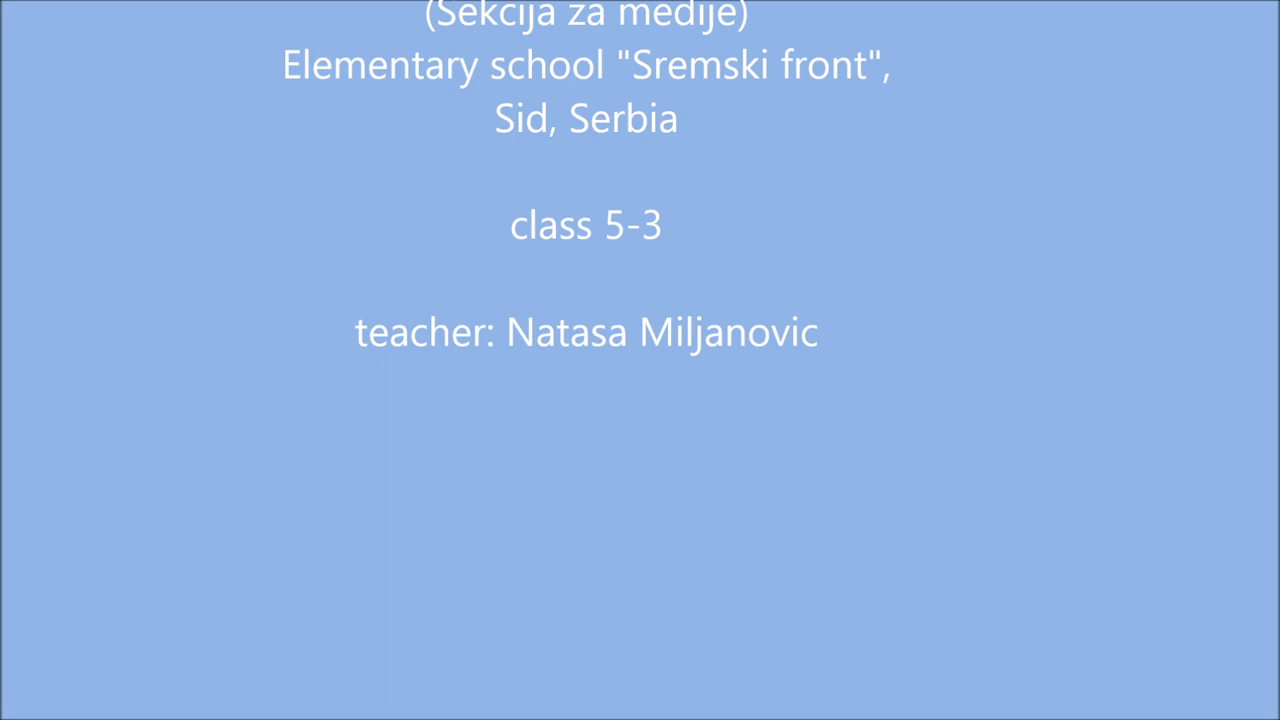 (Sekcija za medije)
Elementary school "Sremski front",
Sid, Serbia
class 5-3
teacher: Natasa Miljanovic